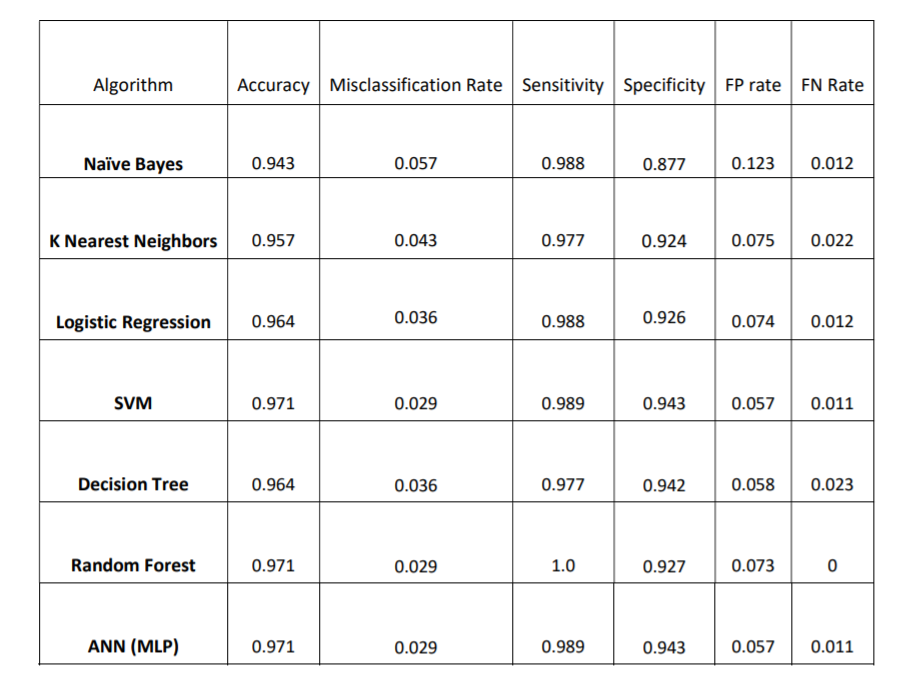 Algorithm Accuracy Misclassification Rate Sensitivity Specificity FP rate FN Rate
Naïve Bayes 0.943 0.057 0.988 0.877 0.123 0.012
K Nearest Neighbors 0.957 0.043 0.977 0.924 0.075 0.022
Logistic Regression 0.964 0.036 0.988 0.926 0.074 0.012
SVM 0.971 0.029 0.989 0.943 0.057 0.011
Decision Tree 0.964 0.036 0.977 0.942 0.058 0.023
Random Forest 0.971 0.029 1.0 0.927 0.073 0
ANN (MLP) 0.971 0.029 0.989 0.943 0.057 0.011